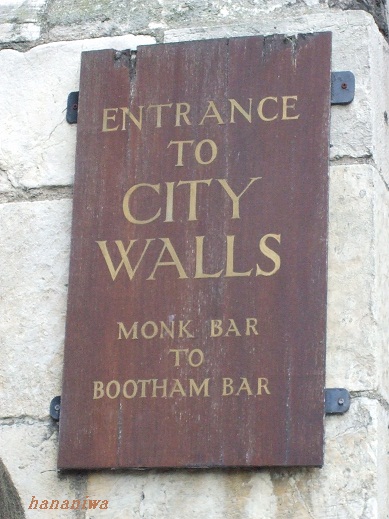 ENTRANCE
TO
CITY
WALLS
MONK BAR
TO
BOOTHAM BAR
hananiwa